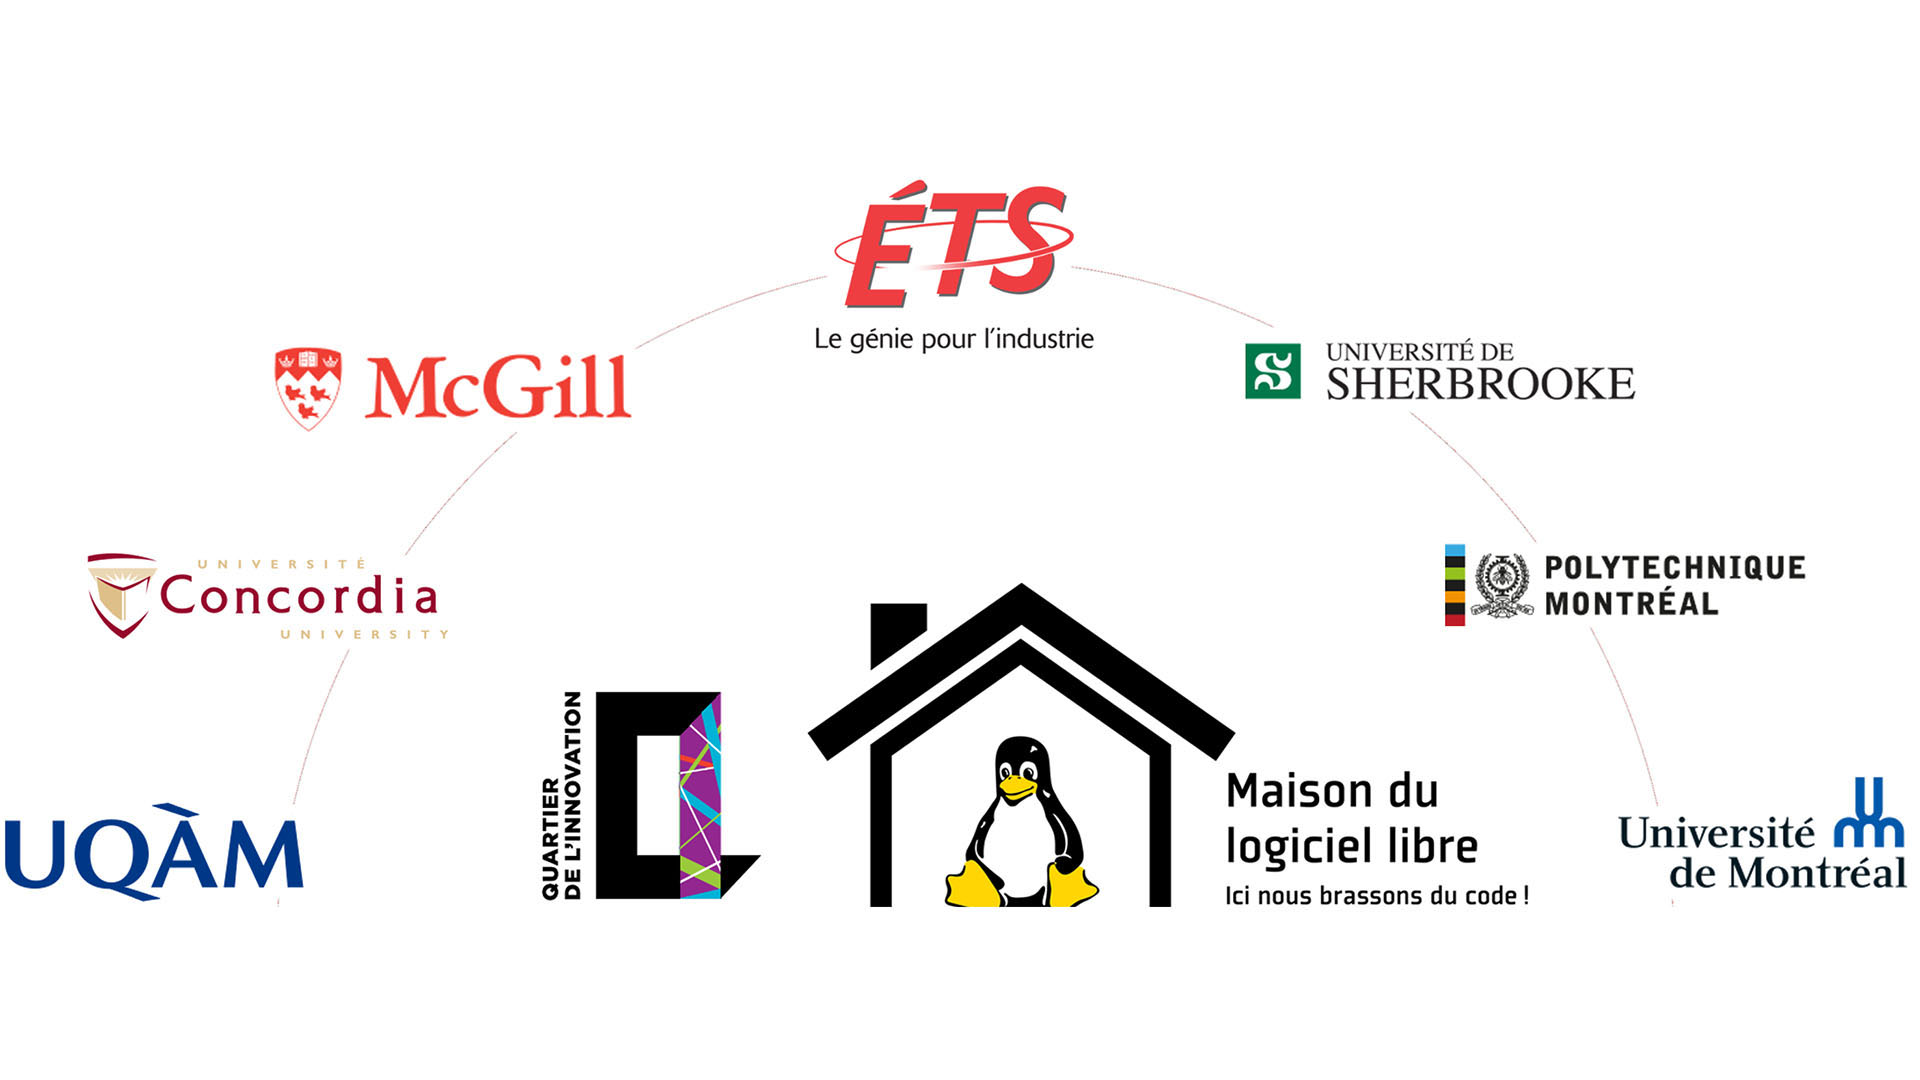 ÉTS
Le génie pour l'industrie
McGill
UNIVERSITÉ DE
SHERBROOKE
UNIVERSITÉ
Concordia
UNIVERSITY
POLYTECHNIQUE
MONTRÉAL
QUARTIER
DE L'INNOVATION
Maison du
logiciel libre
Ici nous brassons du code !
UQÀM
Université
de Montréal